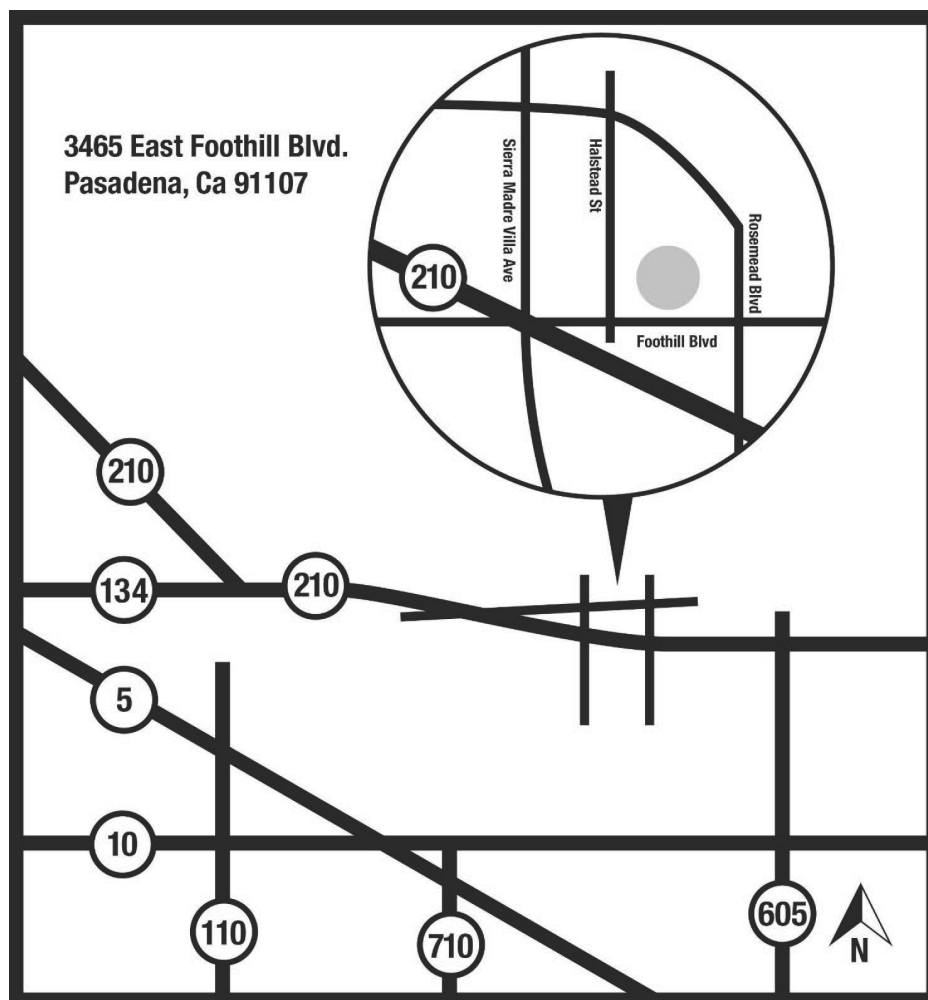 3465 East Foothill Blvd.
Pasadena, Ca 91107
Sierra Madre Villa Ave
Halstead St
Rosemead Blvd
210
Foothill Blvd
210
134
210
5
10
110
710
605
N